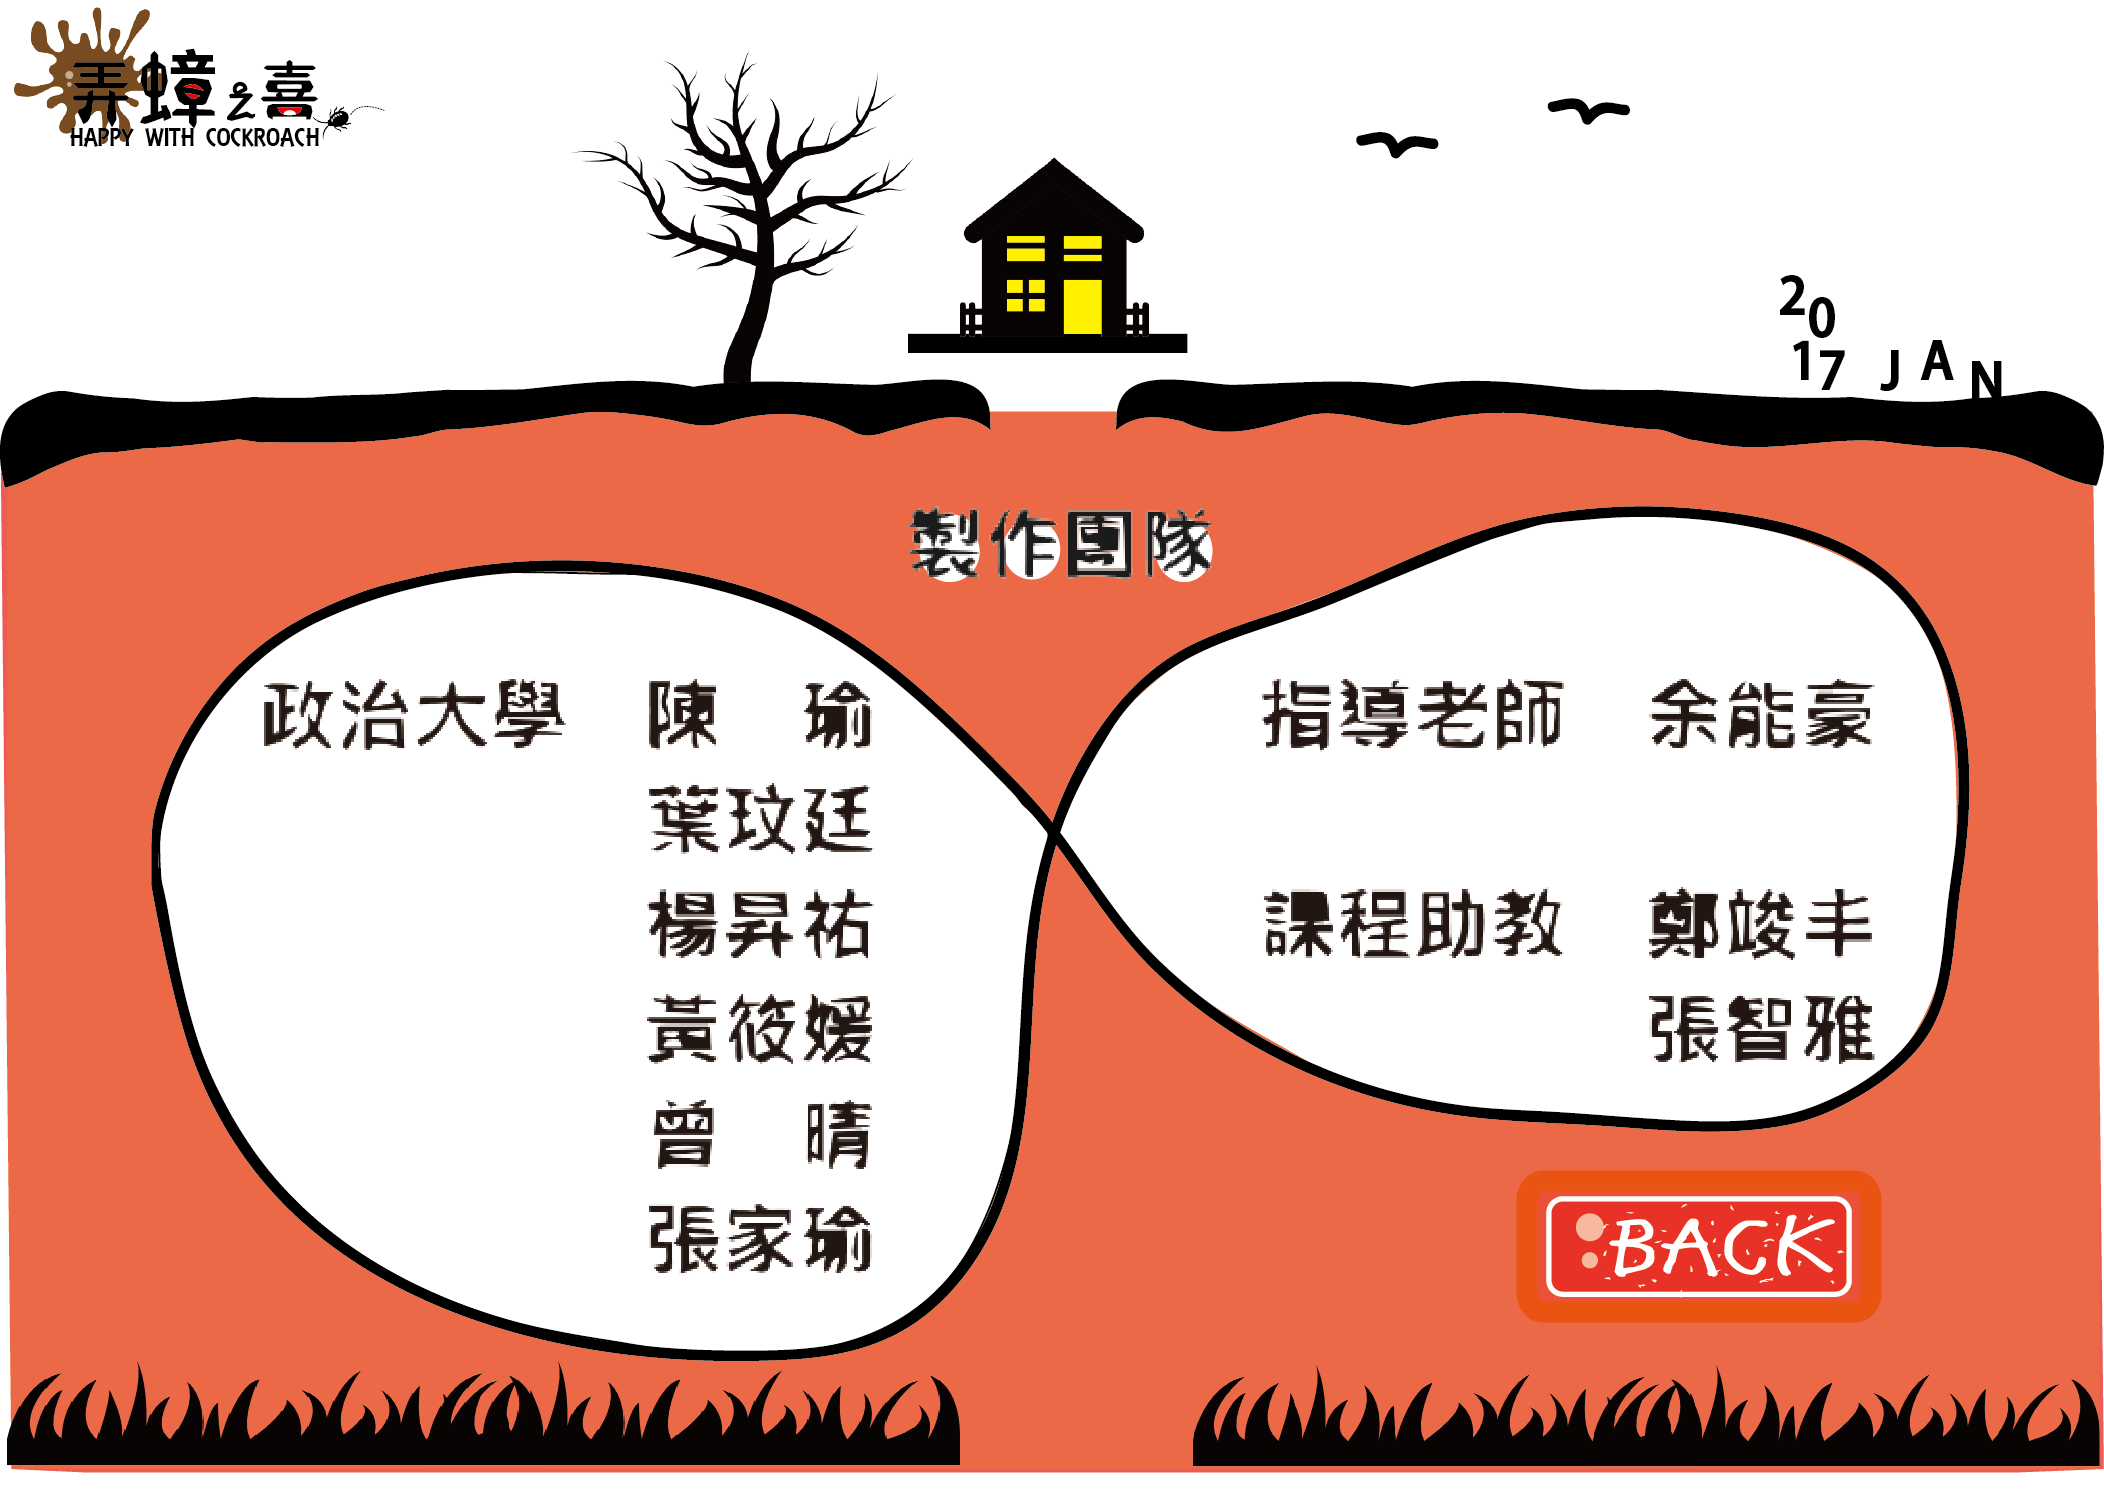 弄蟑之喜
HAPPY WITH COCKROACH
20
17 JAN
製作團隊
政治大學 陳 瑜
葉玟廷
楊昇祐
黃筱媛
曾 晴
張家瑜
指導老師 余能豪
課程助教 鄭竣丰
張智雅
BACK